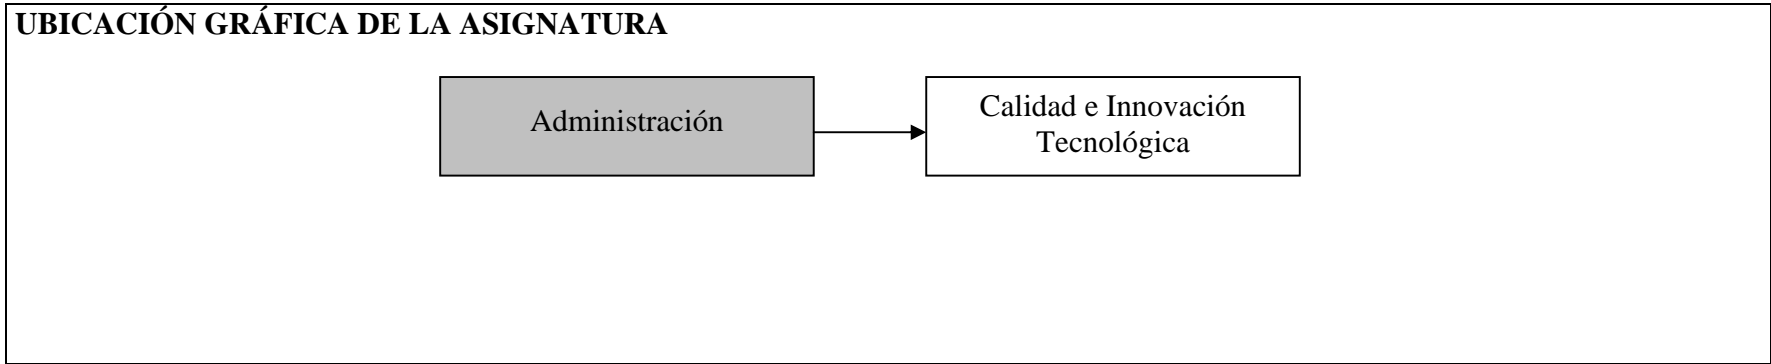 UBICACIÓN GRÁFICA DE LA ASIGNATURA
Administración
Calidad e Innovación
Tecnológica